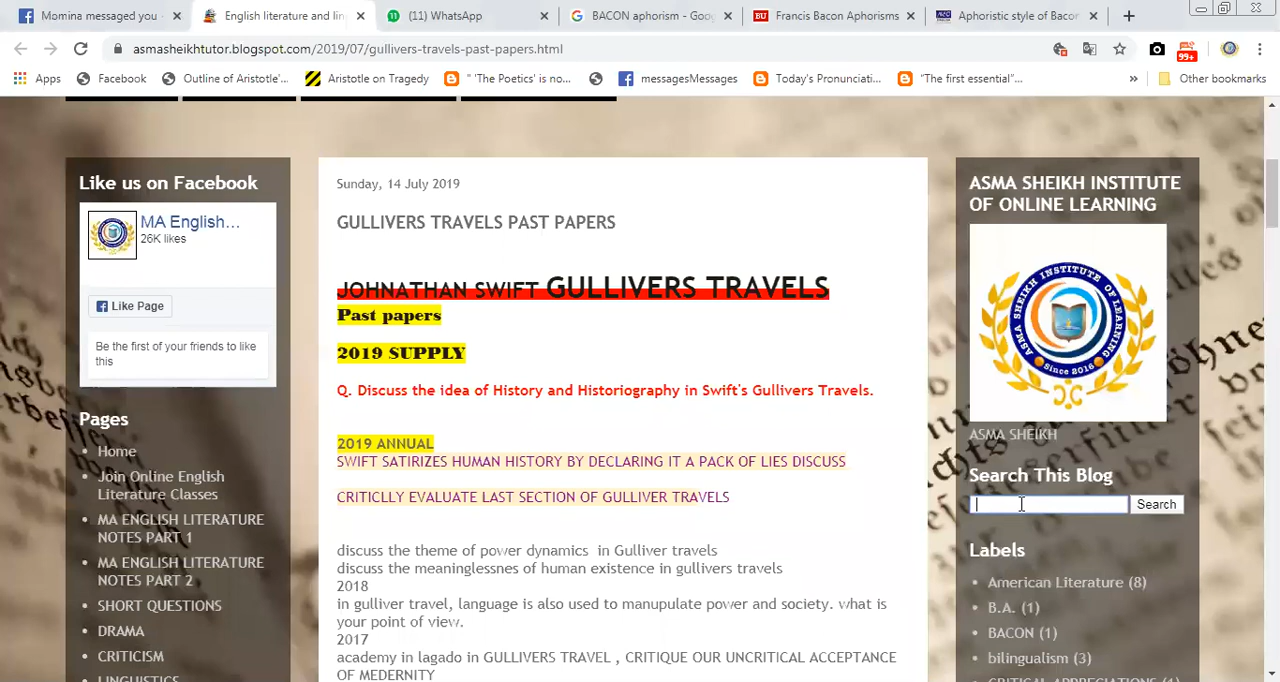 Momina messaged you -
English literature and lin
(11) WhatsApp
BACON aphorism - Goo
Francis Bacon Aphorisms
Aphoristic style of Bacon
asmasheikhtutor.blogspot.com/2019/07/gullivers-travels-past-papers.html
99+
Apps
Facebook
Outline of Aristotle'...
Aristotle on Tragedy
" 'The Poetics' is no...
messagesMessages
Today's Pronunciati...
"The first essential"...
»
Other bookmarks
Like us on Facebook
MA English...
26K likes
Like Page
Be the first of your friends to like
this
Pages
Home
Join Online English
Literature Classes
MA ENGLISH LITERATURE
NOTES PART 1
MA ENGLISH LITERATURE
NOTES PART 2
SHORT QUESTIONS
DRAMA
CRITICISM
LINGUISTICS
Sunday, 14 July 2019
GULLIVERS TRAVELS PAST PAPERS
JOHNATHAN SWIFT GULLIVERS TRAVELS
Past papers
2019 SUPPLY
Q. Discuss the idea of History and Historiography in Swift's Gullivers Travels.
2019 ANNUAL
SWIFT SATIRIZES HUMAN HISTORY BY DECLARING IT A PACK OF LIES DISCUSS
CRITICLLY EVALUATE LAST SECTION OF GULLIVER TRAVELS
discuss the theme of power dynamics in Gulliver travels
discuss the meaninglessnes of human existence in gullivers travels
2018
in gulliver travel, language is also used to manupulate power and society. what is
your point of view.
2017
academy in lagado in GULLIVERS TRAVEL , CRITIQUE OUR UNCRITICAL ACCEPTANCE
OF MEDERNITY
ASMA SHEIKH INSTITUTE
OF ONLINE LEARNING
ASMA SHEIKH INSTITUTE OF LEARNING
Since 2016
ASMA SHEIKH
Search This Blog
Search
Labels
American Literature (8)
B.A. (1)
BACON (1)
bilingualism (3)
CRITICAL APPRECIATIONS (4)